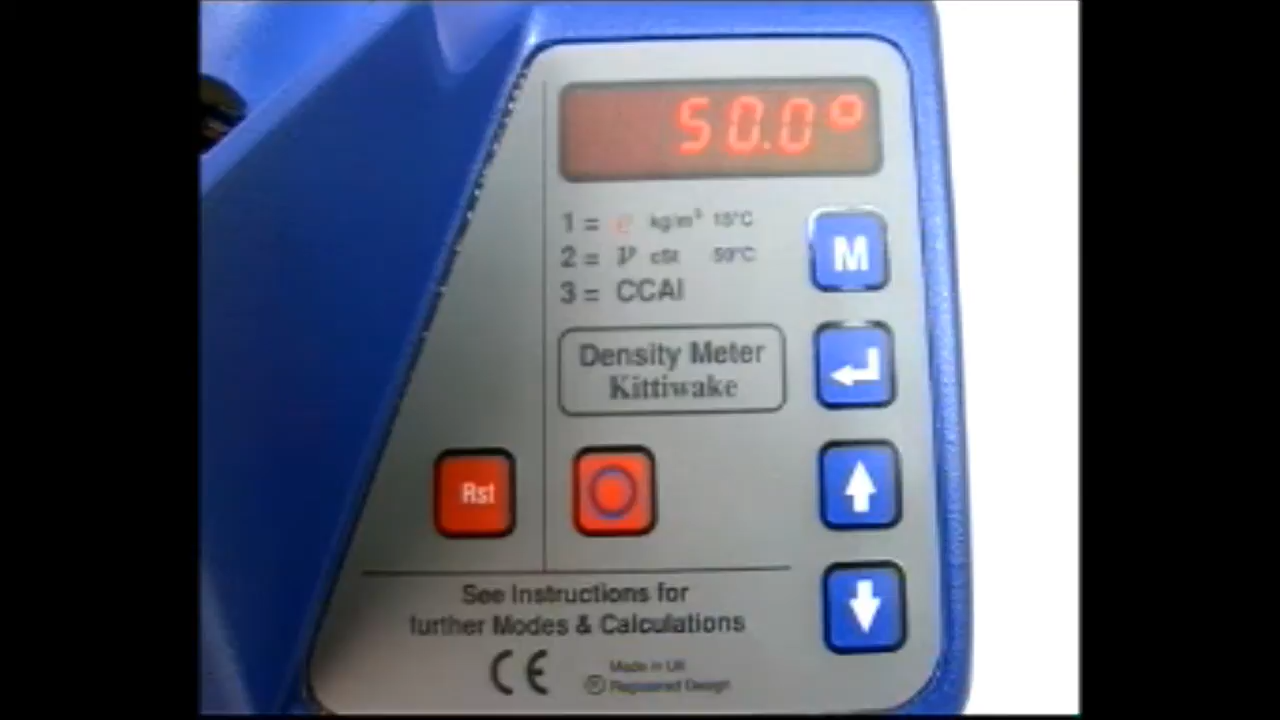 50.0°
1 = ρ kg/m³ 15°C
2 = ν cSt 50°C
3 = CCAI
M
Density Meter
Kittiwake
Rst
See Instructions for
further Modes & Calculations
CE
Made in UK
Registered Design